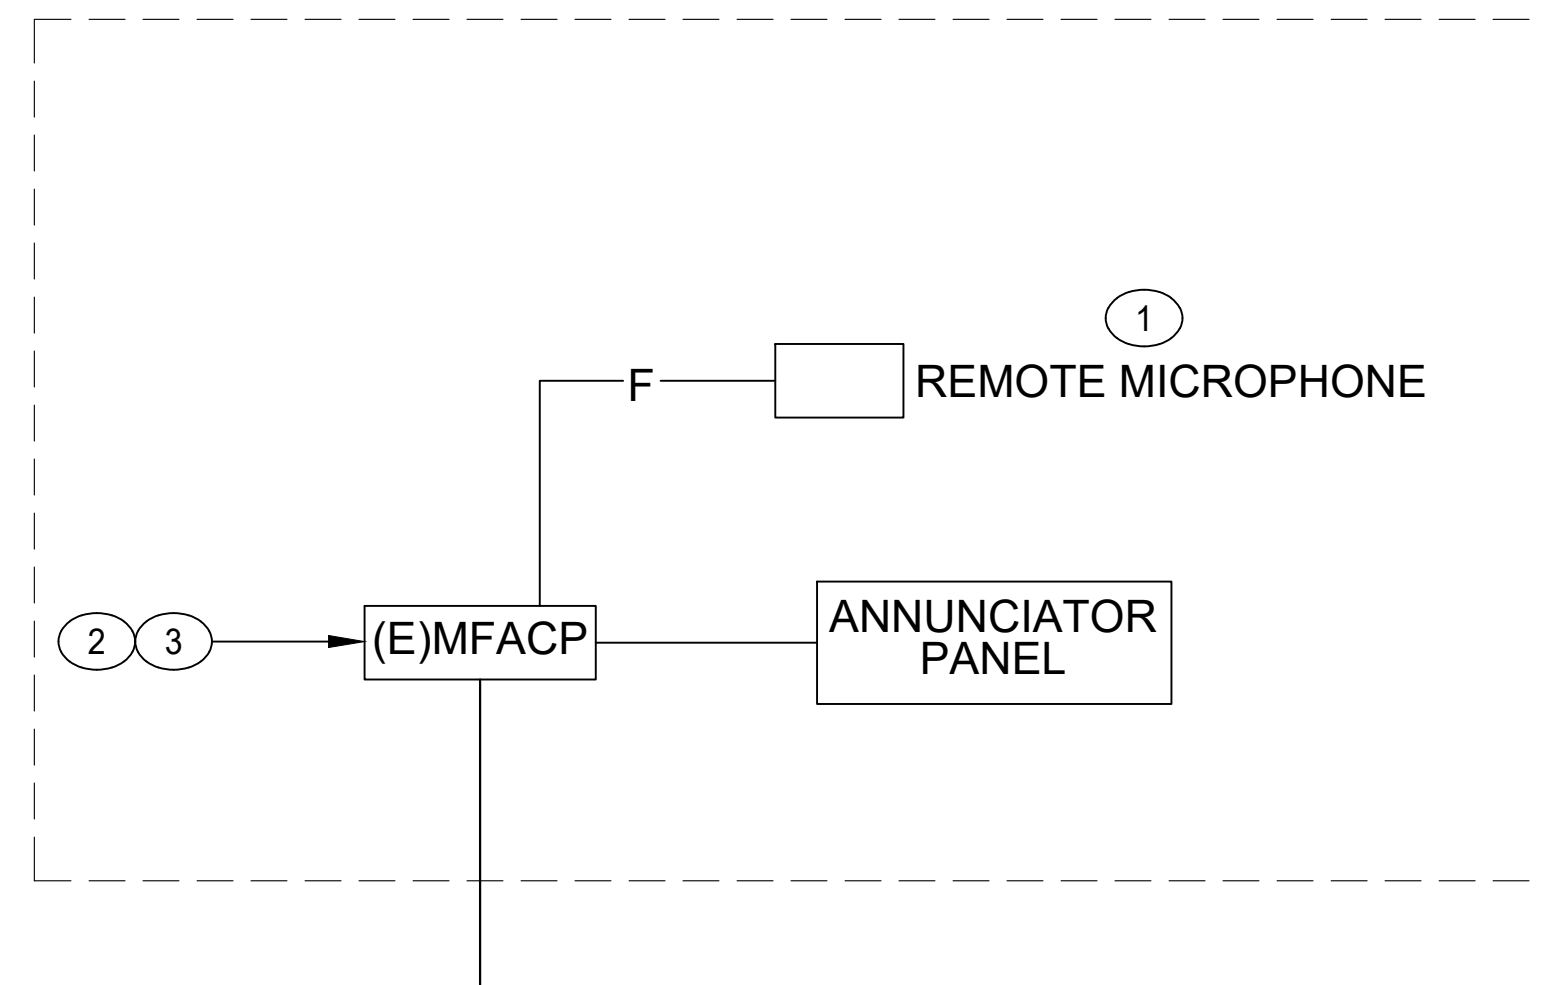 1
F
REMOTE MICROPHONE
2 3
(E)MFACP
ANNUNCIATOR
PANEL